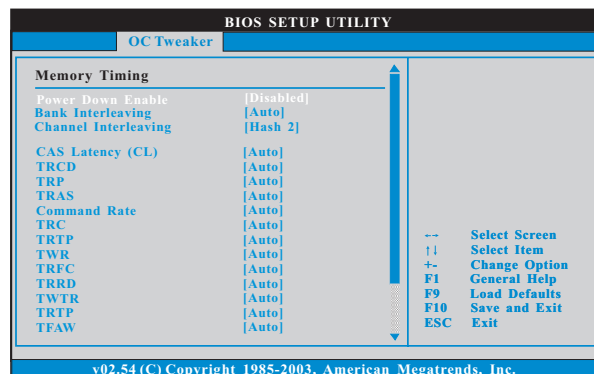 BIOS SETUP UTILITY
OC Tweaker
Memory Timing
Power Down Enable [Disabled]
Bank Interleaving [Auto]
Channel Interleaving [Hash 2]
CAS Latency (CL) [Auto]
TRCD [Auto]
TRP [Auto]
TRAS [Auto]
Command Rate [Auto]
TRC [Auto]
TRTP [Auto]
TWR [Auto]
TRFC [Auto]
TRRD [Auto]
TWTR [Auto]
TRTP [Auto]
TFAW [Auto]
←→ Select Screen
↑↓ Select Item
+- Change Option
F1 General Help
F9 Load Defaults
F10 Save and Exit
ESC Exit
v02.54 (C) Copyright 1985-2003, American Megatrends, Inc.